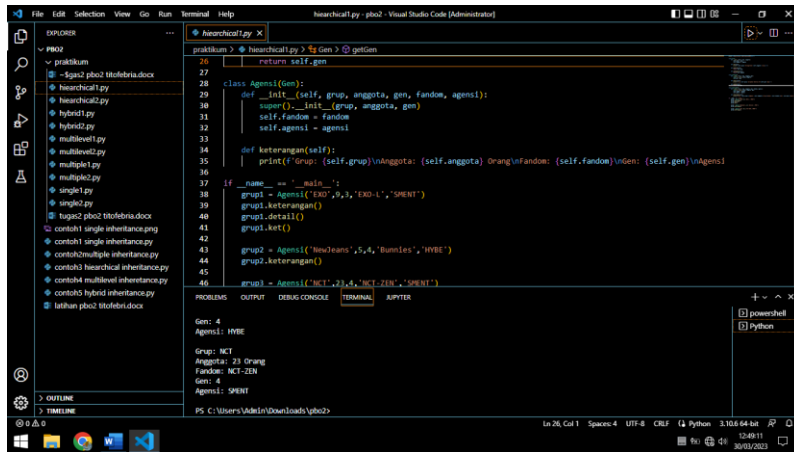 File Edit Selection View Go Run Terminal Help
hiearchical1.py - pbo2 - Visual Studio Code [Administrator]
EXPLORER
PBO2
praktikum
~$gas2 pbo2 titofebria.docx
hiearchical1.py
hiearchical2.py
hybrid1.py
hybrid2.py
multilevel1.py
multilevel2.py
multiple1.py
multiple2.py
single1.py
single2.py
tugas2 pbo2 titofebria.docx
contoh1 single inheritance.png
contoh1 single inheritance.py
contoh2multiple inheritance.py
contoh3 hiearchical inheritance.py
contoh4 multilevel inheretance.py
contoh5 hybrid inheritance.py
latihan pbo2 titofebri.docx
OUTLINE
TIMELINE
hiearchical1.py
praktikum > hiearchical1.py > Gen > getGen
26 return self.gen
27
28 class Agensi(Gen):
29 def __init__(self, grup, anggota, gen, fandom, agensi):
30 super().__init__(grup, anggota, gen)
31 self.fandom = fandom
32 self.agensi = agensi
33
34 def keterangan(self):
35 print(f'Grup: {self.grup}\nAnggota: {self.anggota} Orang\nFandom: {self.fandom}\nGen: {self.gen}\nAgensi
36
37 if __name__ == '__main__':
38 grup1 = Agensi('EXO',9,3,'EXO-L','SMENT')
39 grup1.keterangan()
40 grup1.detail()
41 grup1.ket()
42
43 grup2 = Agensi('NewJeans',5,4,'Bunnies','HYBE')
44 grup2.keterangan()
45
46 grup3 = Agensi('NCT',23,4,'NCT-ZEN','SMENT')
PROBLEMS OUTPUT DEBUG CONSOLE TERMINAL JUPYTER
powershell
Python
Gen: 4
Agensi: HYBE
Grup: NCT
Anggota: 23 Orang
Fandom: NCT-ZEN
Gen: 4
Agensi: SMENT
PS C:\Users\Admin\Downloads\pbo2>
0 0
Ln 26, Col 1 Spaces: 4 UTF-8 CRLF Python 3.10.6 64-bit
12:49:11
30/03/2023